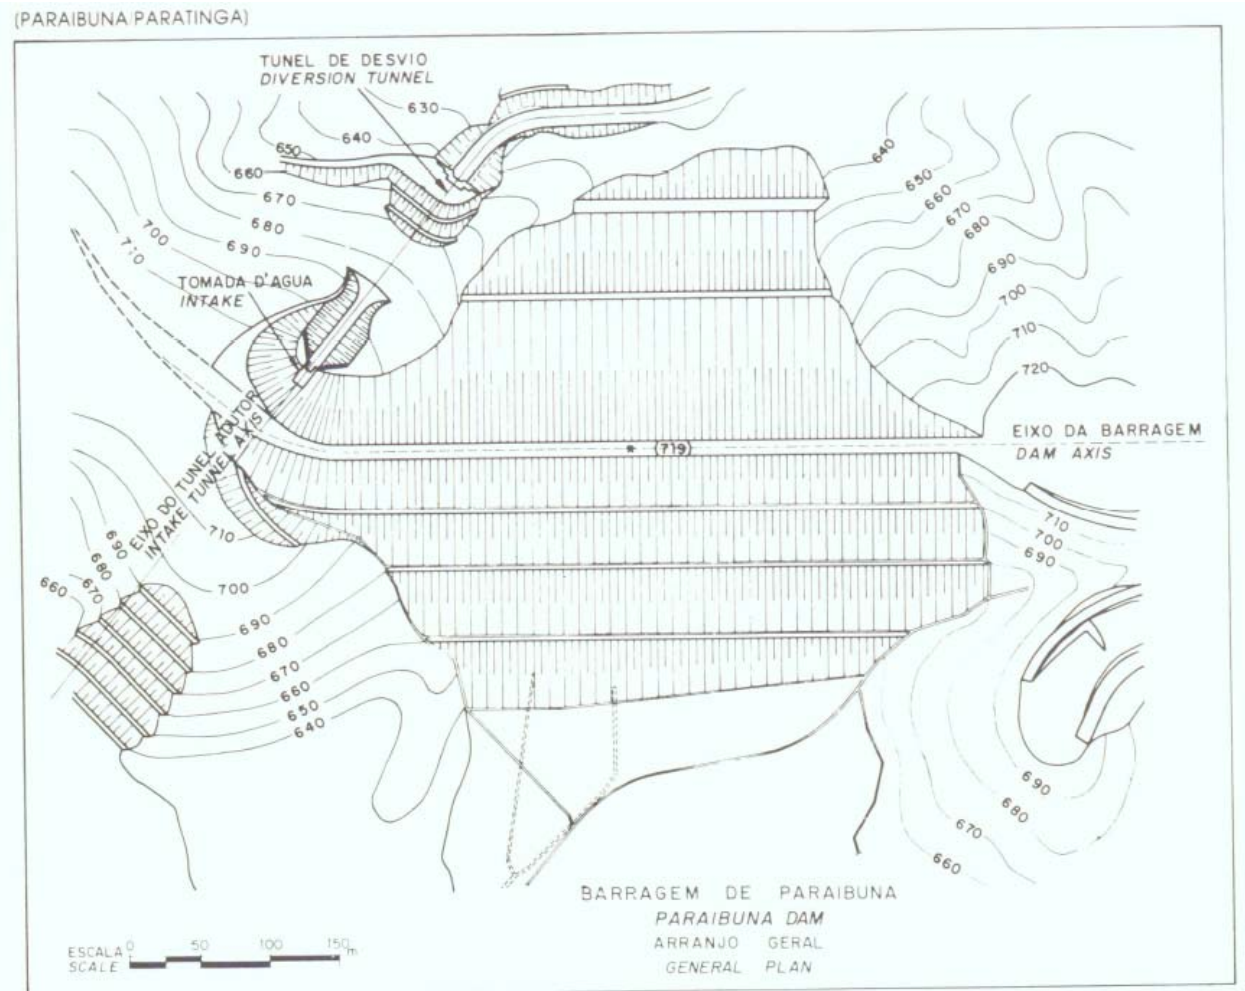 (PARAIBUNA/PARATINGA)
TUNEL DE DESVIO
DIVERSION TUNNEL
630
640
650
660
670
680
690
700
710
TOMADA D'AGUA
INTAKE
640
650
660
670
680
690
700
710
720
EIXO DA BARRAGEM
DAM AXIS
(719)
EIXO DO TUNEL ADUTOR
INTAKE TUNNEL AXIS
710
700
690
680
670
660
690
680
670
660
650
640
710
700
690
690
680
670
660
BARRAGEM DE PARAIBUNA
PARAIBUNA DAM
ARRANJO GERAL
GENERAL PLAN
ESCALA
SCALE
0 50 100 150 m